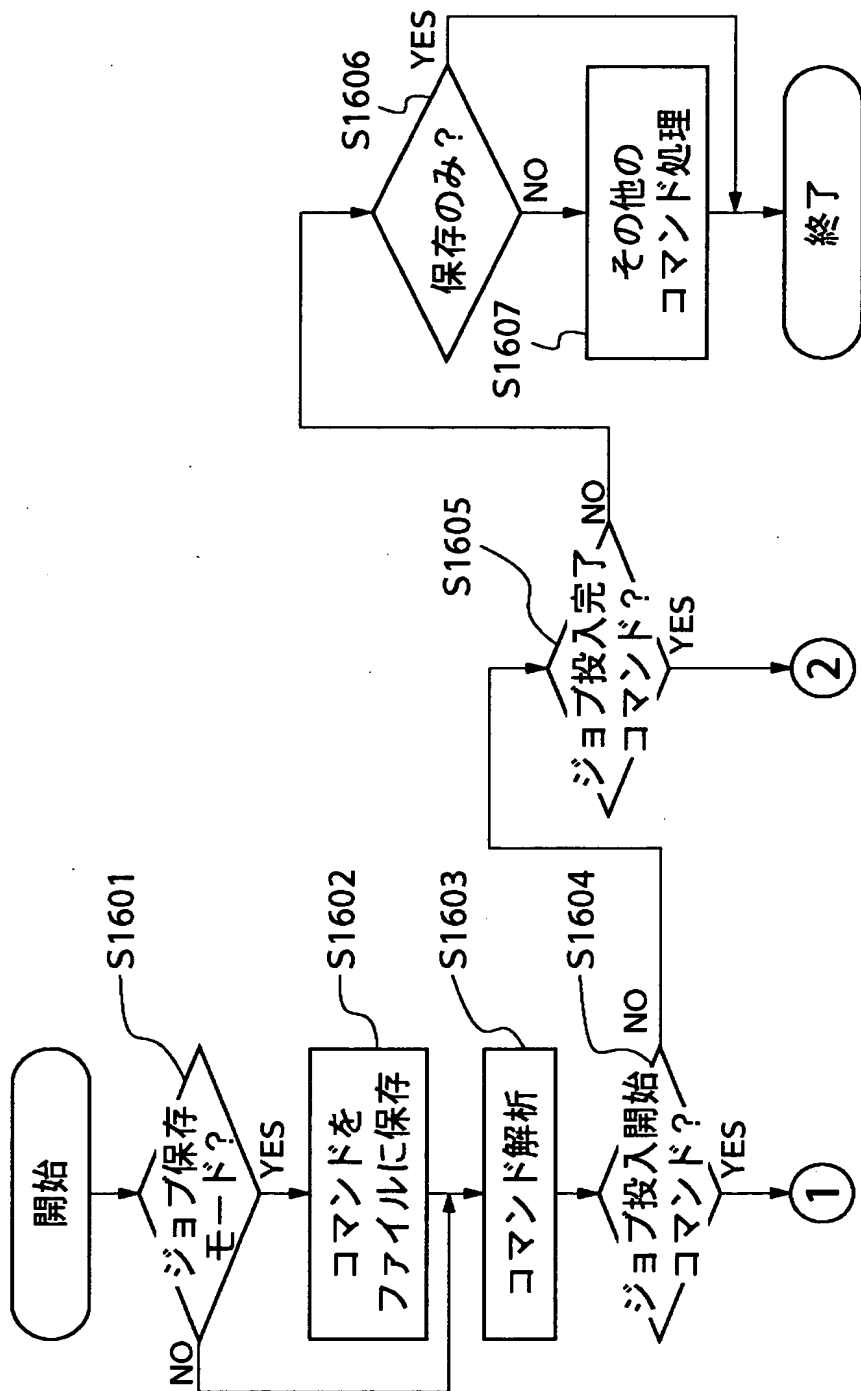 開始
S1601
ジョブ保存
モード？
NO
YES
S1602
コマンドを
ファイルに保存
S1603
コマンド解析
S1604
ジョブ投入開始
コマンド？
NO
YES
1
S1605
ジョブ投入完了
コマンド？
NO
YES
2
S1606
保存のみ？
YES
NO
S1607
その他の
コマンド処理
終了